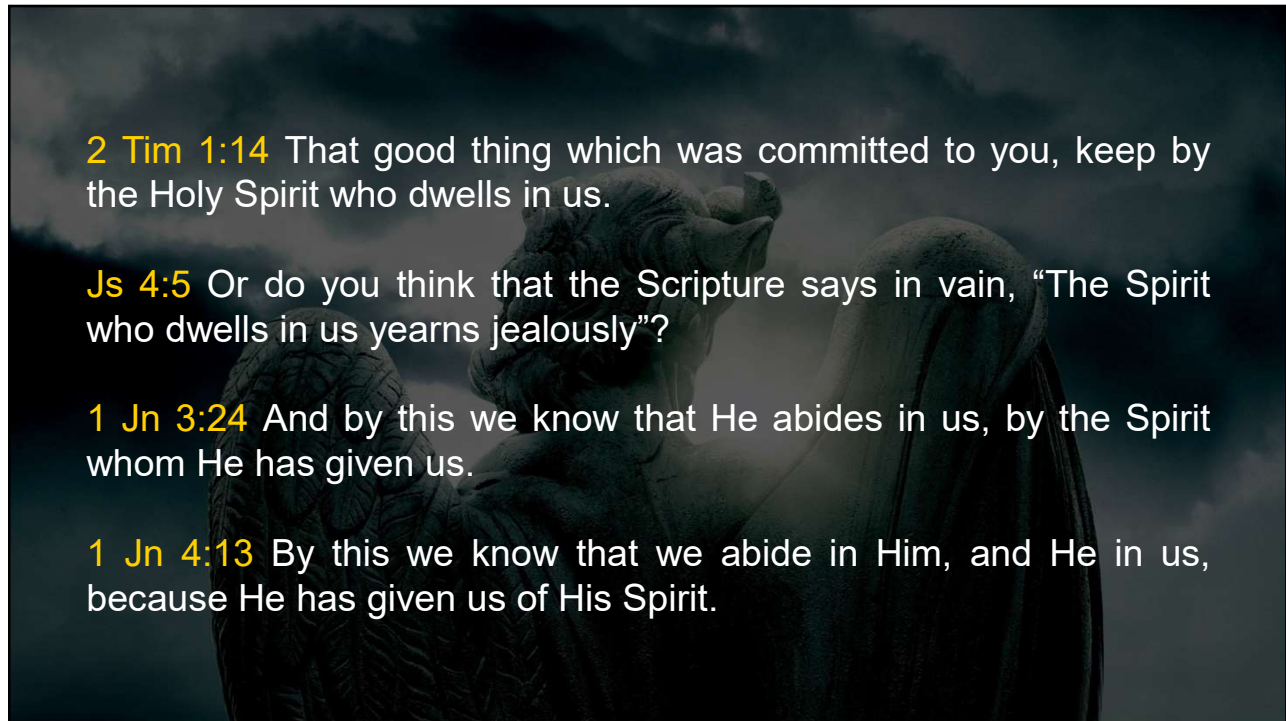 2 Tim 1:14 That good thing which was committed to you, keep by
the Holy Spirit who dwells in us.
Js 4:5 Or do you think that the Scripture says in vain, “The Spirit
who dwells in us yearns jealously”?
1 Jn 3:24 And by this we know that He abides in us, by the Spirit
whom He has given us.
1 Jn 4:13 By this we know that we abide in Him, and He in us,
because He has given us of His Spirit.